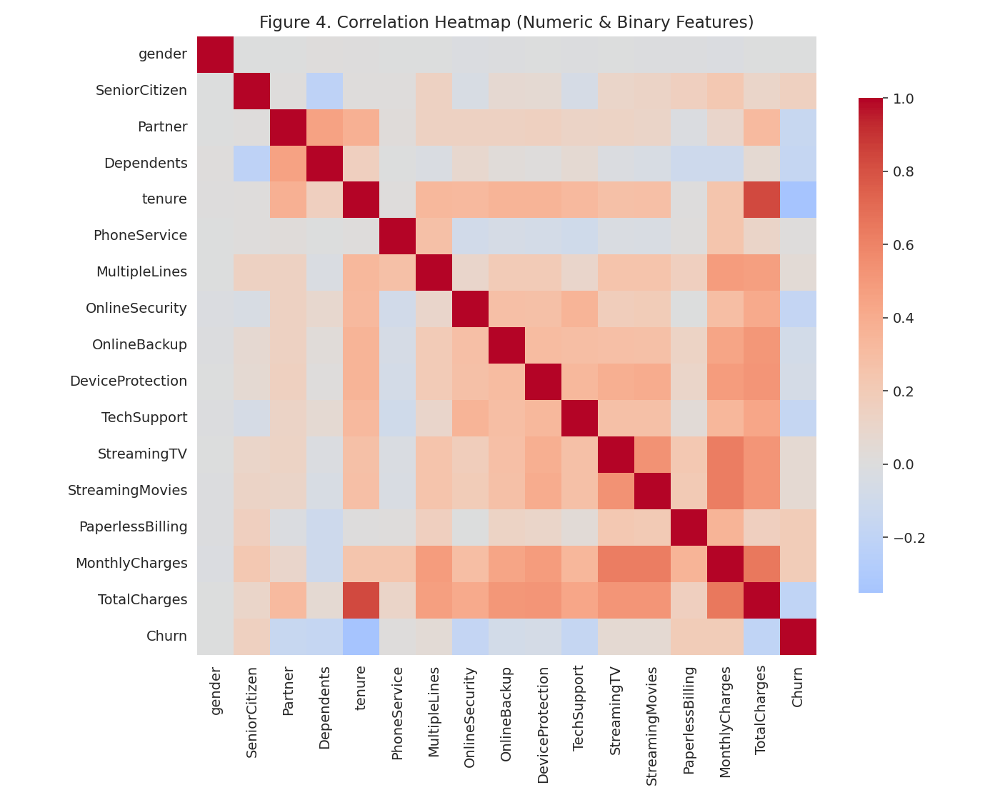 Figure 4. Correlation Heatmap (Numeric & Binary Features)
gender
SeniorCitizen
Partner
Dependents
tenure
PhoneService
MultipleLines
OnlineSecurity
OnlineBackup
DeviceProtection
TechSupport
StreamingTV
StreamingMovies
PaperlessBilling
MonthlyCharges
TotalCharges
Churn
gender
SeniorCitizen
Partner
Dependents
tenure
PhoneService
MultipleLines
OnlineSecurity
OnlineBackup
DeviceProtection
TechSupport
StreamingTV
StreamingMovies
PaperlessBilling
MonthlyCharges
TotalCharges
Churn
1.0
0.8
0.6
0.4
0.2
0.0
−0.2